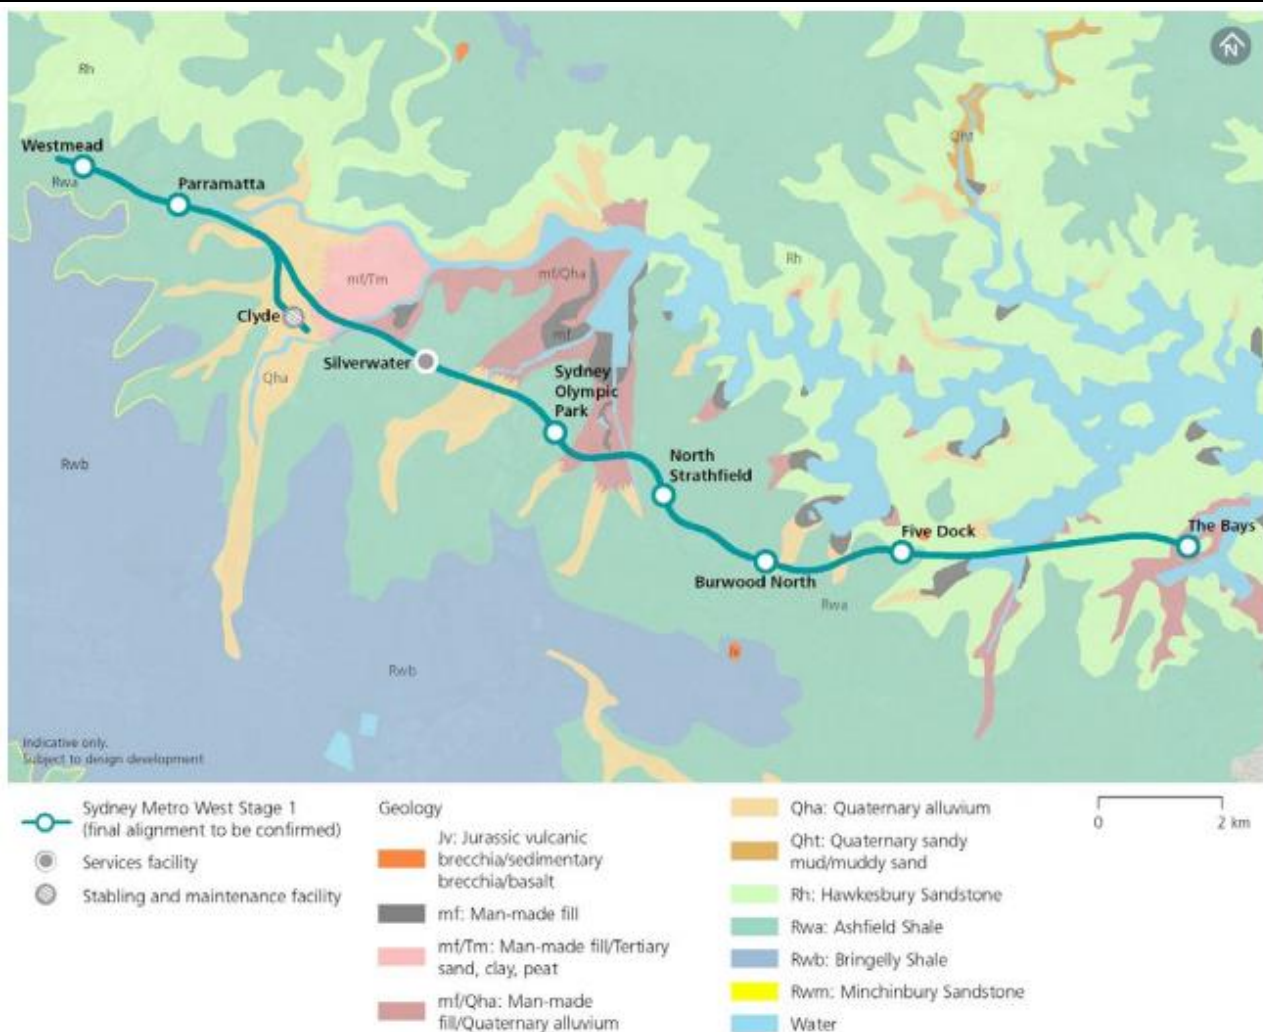 N
Rh
Qht
Westmead
Rwa
Parramatta
Rh
mf/Tm
mf/Qha
Clyde
mf
Silverwater
Sydney
Olympic
Park
Qha
North
Strathfield
Rwb
Five Dock
The Bays
Burwood North
Rwa
Jv
Rwb
Indicative only.
Subject to design development
Sydney Metro West Stage 1
(final alignment to be confirmed)
Services facility
Stabling and maintenance facility
Geology
Jv: Jurassic vulcanic
brecchia/sedimentary
brecchia/basalt
mf: Man-made fill
mf/Tm: Man-made fill/Tertiary
sand, clay, peat
mf/Qha: Man-made
fill/Quaternary alluvium
Qha: Quaternary alluvium
Qht: Quaternary sandy
mud/muddy sand
Rh: Hawkesbury Sandstone
Rwa: Ashfield Shale
Rwb: Bringelly Shale
Rwm: Minchinbury Sandstone
Water
0 2 km